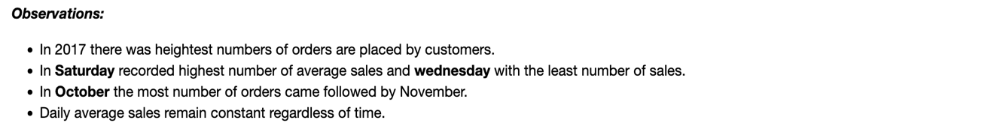 Observations:
In 2017 there was heightest numbers of orders are placed by customers.
In Saturday recorded highest number of average sales and wednesday with the least number of sales.
In October the most number of orders came followed by November.
Daily average sales remain constant regardless of time.